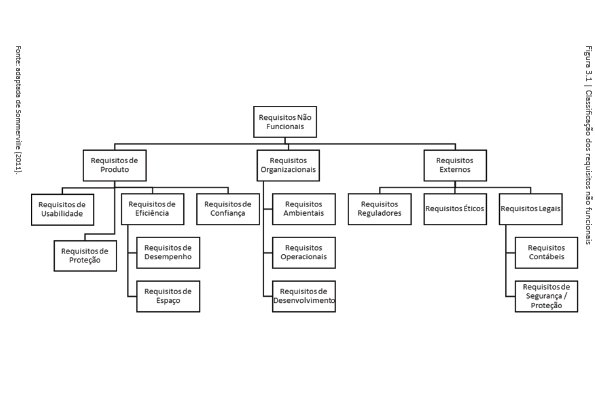 Figura 3.1 | Classificação dos requisitos não funcionais
Requisitos Não
Funcionais
Requisitos de
Produto
Requisitos
Organizacionais
Requisitos
Externos
Requisitos de
Usabilidade
Requisitos de
Eficiência
Requisitos de
Confiança
Requisitos
Ambientais
Requisitos
Reguladores
Requisitos Éticos
Requisitos Legais
Requisitos de
Proteção
Requisitos de
Desempenho
Requisitos
Operacionais
Requisitos
Contábeis
Requisitos de
Espaço
Requisitos de
Desenvolvimento
Requisitos de
Segurança /
Proteção
Fonte: adaptada de Sommerville (2011).